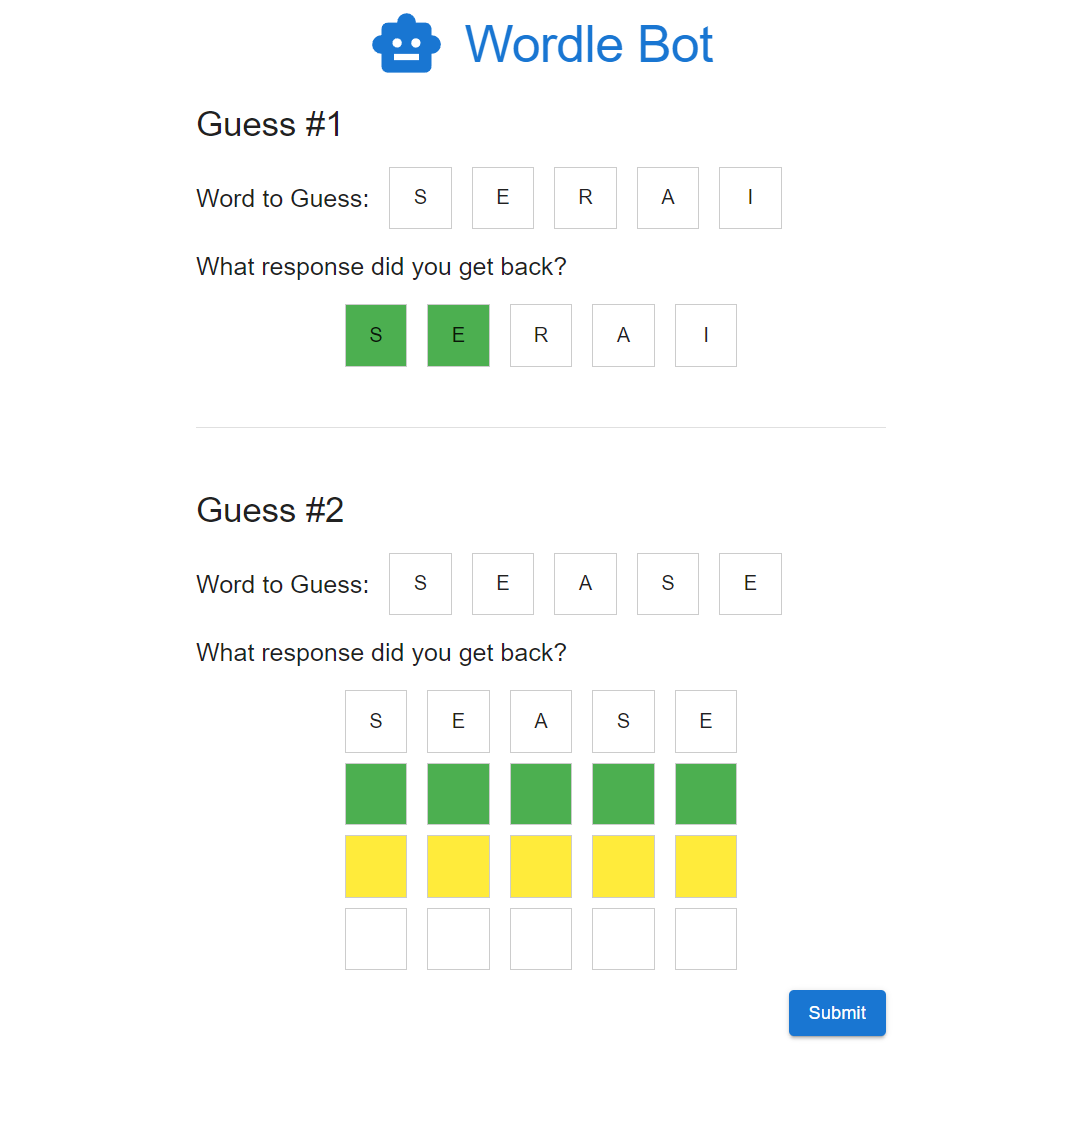 Wordle Bot
Guess #1
Word to Guess: S E R A I
What response did you get back?
S E R A I
Guess #2
Word to Guess: S E A S E
What response did you get back?
S E A S E
Submit